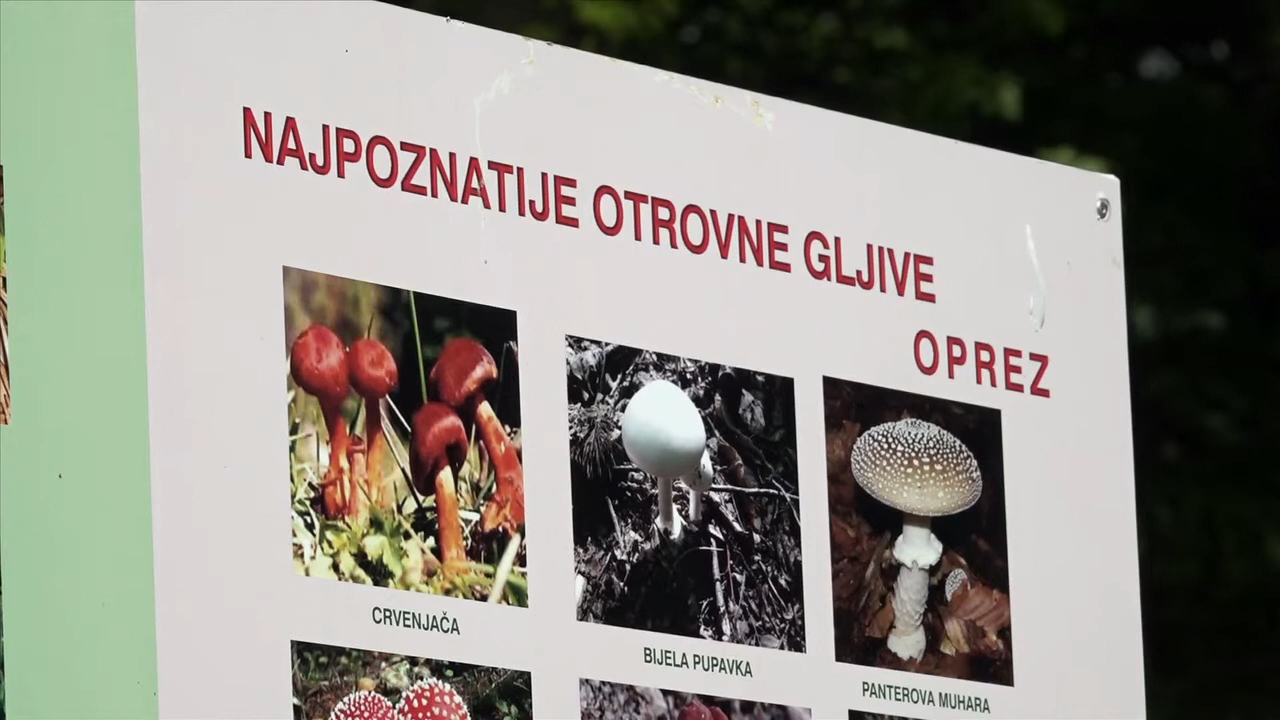 NAJPOZNATIJE OTROVNE GLJIVE
OPREZ
CRVENJAČA
BIJELA PUPAVKA
PANTEROVA MUHARA